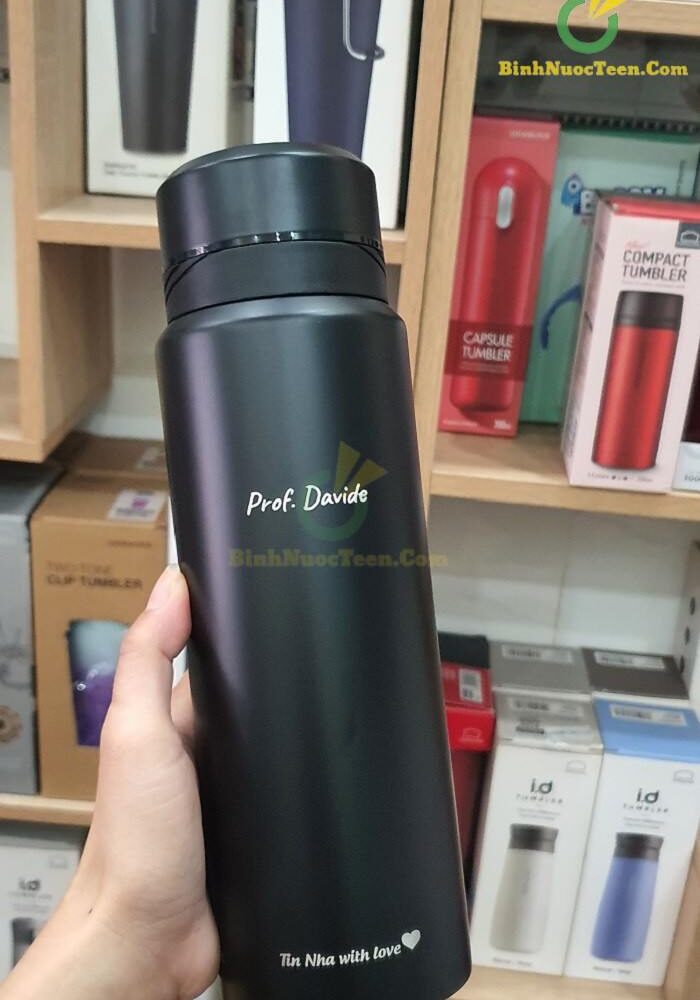 BinhNuocTeen.Com
CAPSULE
TUMBLER
COMPACT
TUMBLER
Prof. Davide
BinhNuocTeen.Com
TWO TONE
CLIP TUMBLER
i.d
TUMBLER
i.d
TUMBLER
i.d
Tin Nha with love